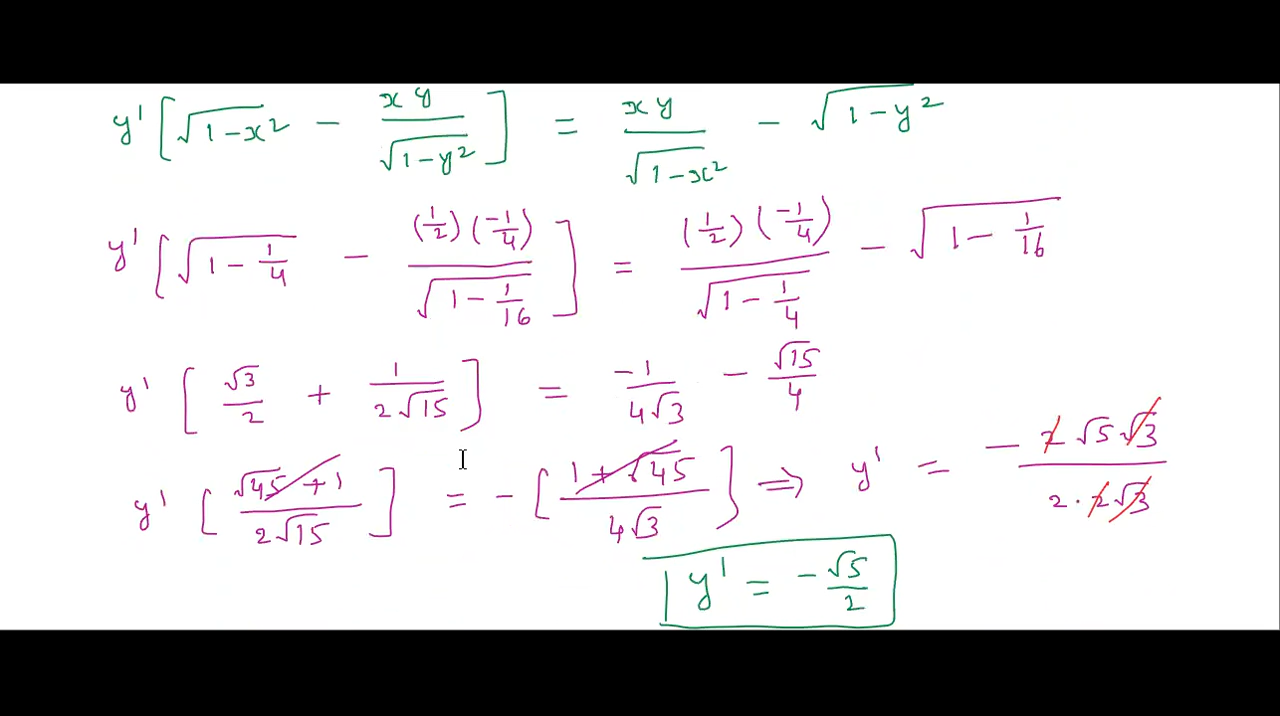 y' [√(1-x²) - xy/√(1-y²)] = xy/√(1-x²) - √(1-y²)
y' [√(1-1/4) - (1/2)(-1/4)/√(1-1/16)] = (1/2)(-1/4)/√(1-1/4) - √(1-1/16)
y' [√3/2 + 1/(2√15)] = -1/(4√3) - √15/4
y' [(√45+1)/(2√15)] = -[(1+√45)/(4√3)] ⇒ y' = -(2√5√3)/(2·2√3)
y' = -√5/2